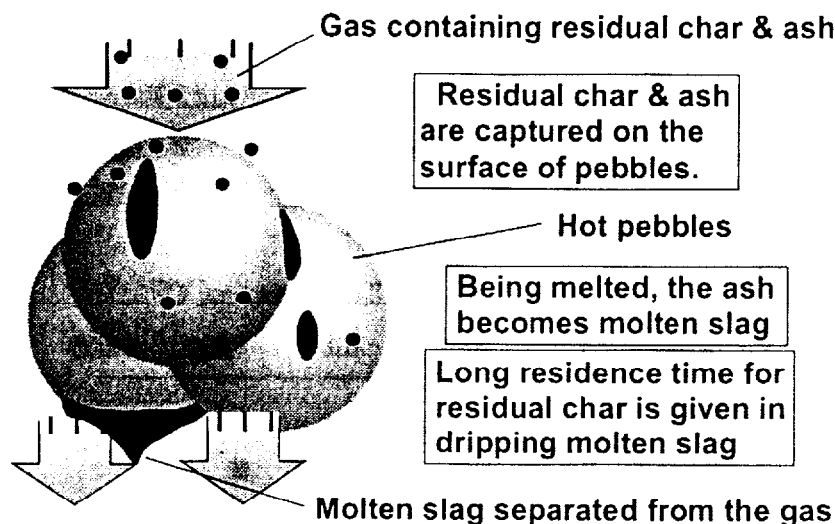 Gas containing residual char & ash
Residual char & ash
are captured on the
surface of pebbles.
Hot pebbles
Being melted, the ash
becomes molten slag
Long residence time for
residual char is given in
dripping molten slag
Molten slag separated from the gas